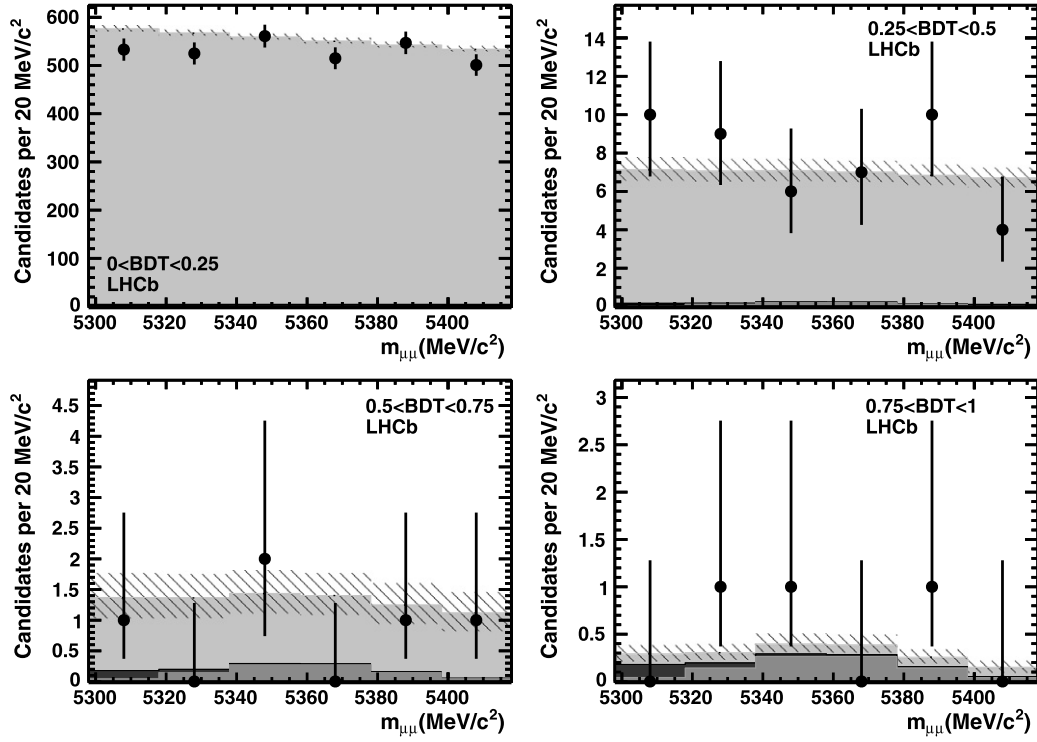 Candidates per 20 MeV/c²
600
500
400
300
200
100
0
0<BDT<0.25
LHCb
5300 5320 5340 5360 5380 5400
mμμ(MeV/c²)
Candidates per 20 MeV/c²
14
12
10
8
6
4
2
0
0.25<BDT<0.5
LHCb
5300 5320 5340 5360 5380 5400
mμμ(MeV/c²)
Candidates per 20 MeV/c²
4.5
4
3.5
3
2.5
2
1.5
1
0.5
0
0.5<BDT<0.75
LHCb
5300 5320 5340 5360 5380 5400
mμμ(MeV/c²)
Candidates per 20 MeV/c²
3
2.5
2
1.5
1
0.5
0
0.75<BDT<1
LHCb
5300 5320 5340 5360 5380 5400
mμμ(MeV/c²)